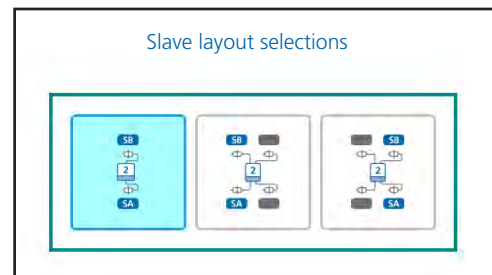 Slave layout selections
SB SB SB
2 2 2
SA SA SA